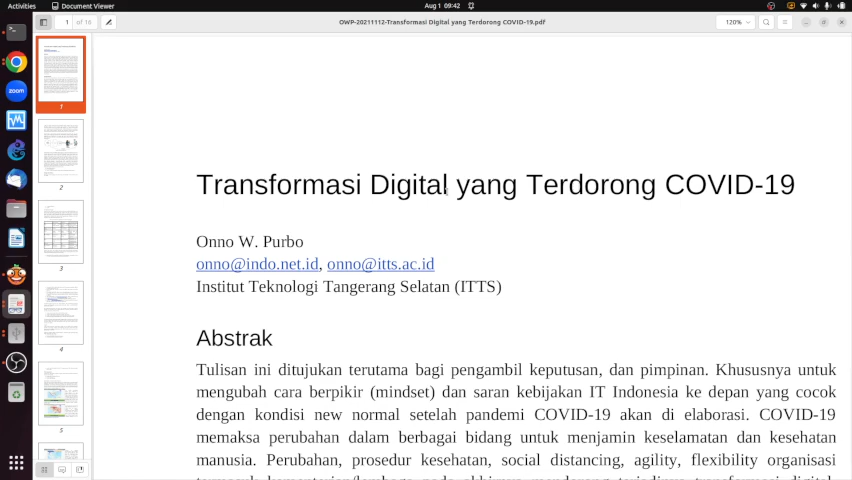 Activities
Document Viewer
Aug 1 09:42
1 of 16
OWP-20211112-Transformasi Digital yang Terdorong COVID-19.pdf
120%
1
2
3
4
5
zoom
Transformasi Digital yang Terdorong COVID-19
Onno W. Purbo
onno@indo.net.id, onno@itts.ac.id
Institut Teknologi Tangerang Selatan (ITTS)
Abstrak
Tulisan ini ditujukan terutama bagi pengambil keputusan, dan pimpinan. Khususnya untuk
mengubah cara berpikir (mindset) dan saran kebijakan IT Indonesia ke depan yang cocok
dengan kondisi new normal setelah pandemi COVID-19 akan di elaborasi. COVID-19
memaksa perubahan dalam berbagai bidang untuk menjamin keselamatan dan kesehatan
manusia. Perubahan, prosedur kesehatan, social distancing, agility, flexibility organisasi